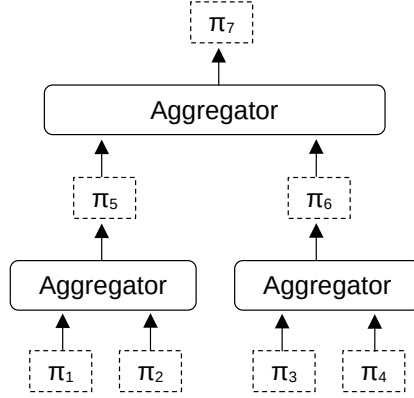 π₇
Aggregator
π₅ π₆
Aggregator Aggregator
π₁ π₂ π₃ π₄